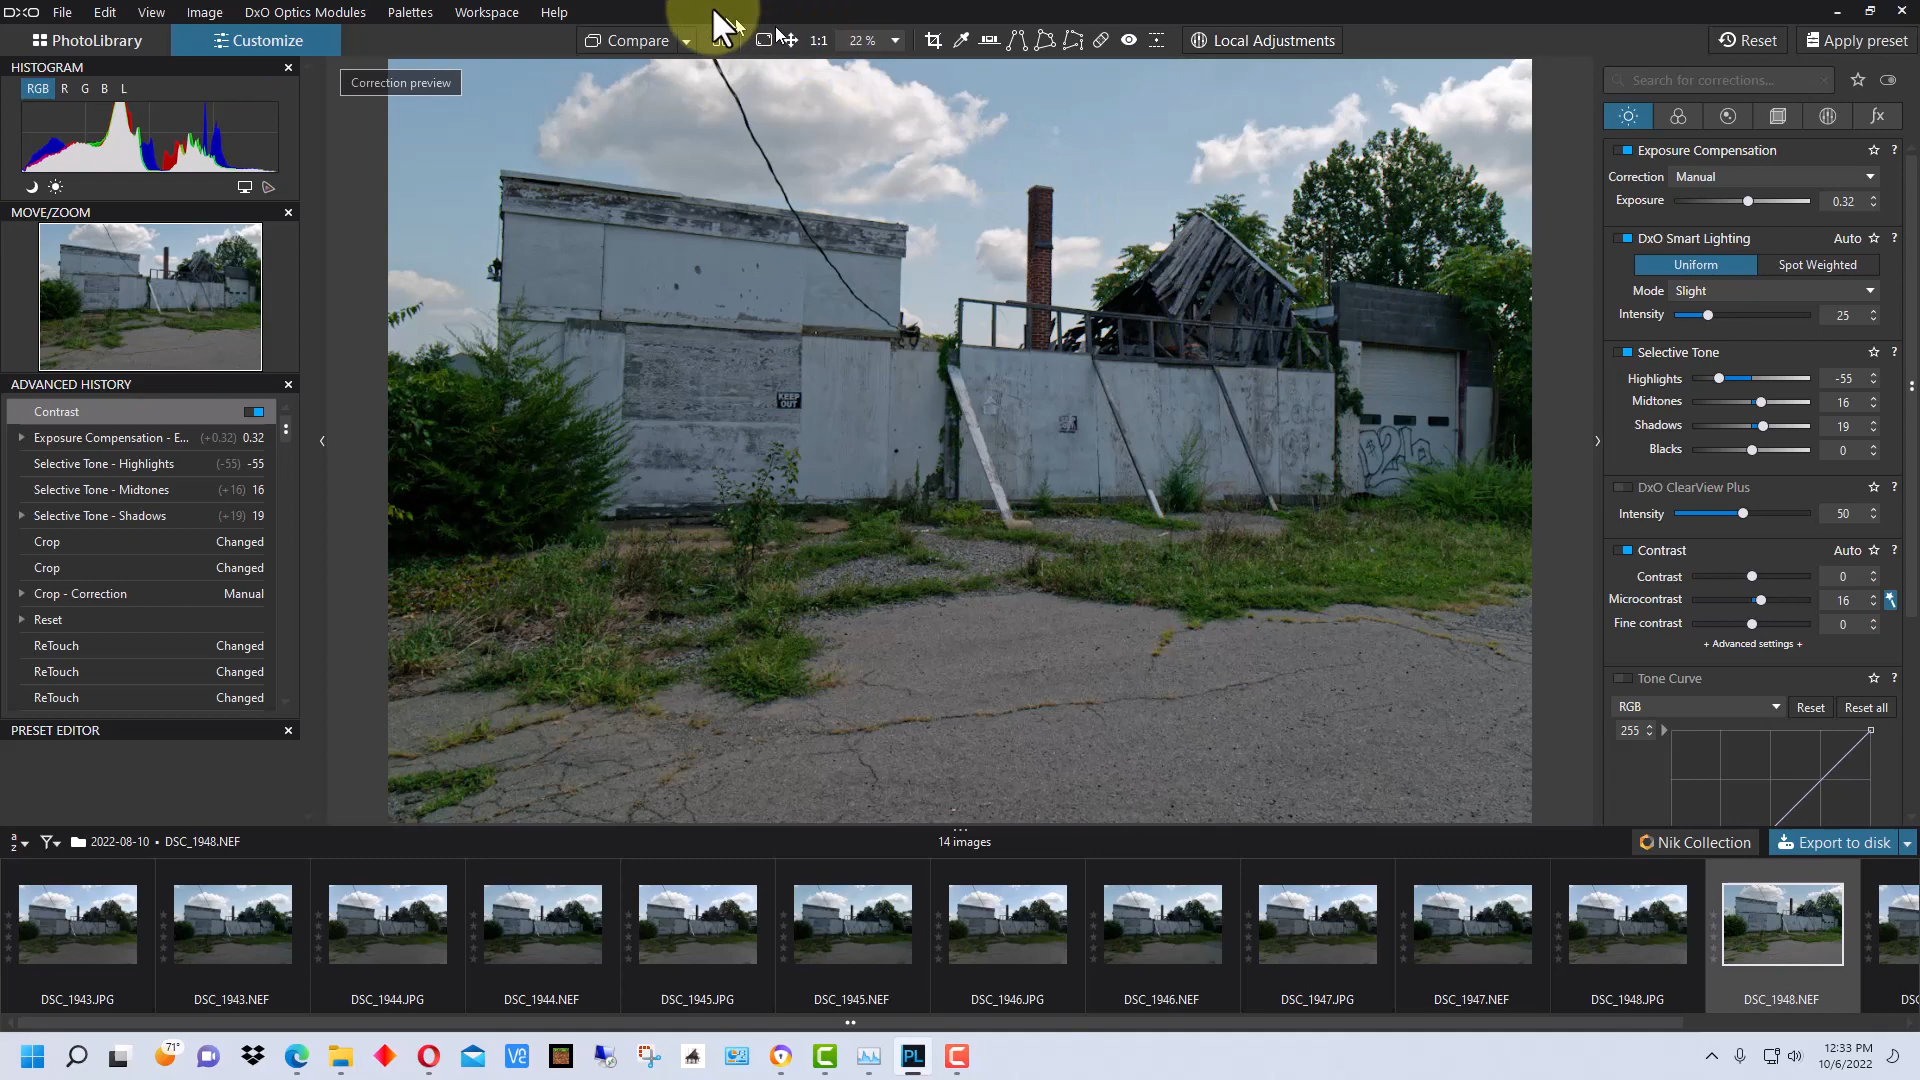 DXO File Edit View Image DxO Optics Modules Palettes Workspace Help
PhotoLibrary Customize Compare 1:1 22 % Local Adjustments Reset Apply preset
HISTOGRAM
RGB R G B L
MOVE/ZOOM
ADVANCED HISTORY
Contrast
Exposure Compensation - E... (+0.32) 0.32
Selective Tone - Highlights (-55) -55
Selective Tone - Midtones (+16) 16
Selective Tone - Shadows (+19) 19
Crop Changed
Crop Changed
Crop - Correction Manual
Reset
ReTouch Changed
ReTouch Changed
ReTouch Changed
PRESET EDITOR
Correction preview
KEEP
OUT
Search for corrections...
fx
Exposure Compensation ?
Correction Manual
Exposure 0.32
DxO Smart Lighting Auto ?
Uniform Spot Weighted
Mode Slight
Intensity 25
Selective Tone ?
Highlights -55
Midtones 16
Shadows 19
Blacks 0
DxO ClearView Plus ?
Intensity 50
Contrast Auto ?
Contrast 0
Microcontrast 16
Fine contrast 0
+ Advanced settings +
Tone Curve ?
RGB Reset Reset all
255
a
z
2022-08-10 • DSC_1948.NEF 14 images Nik Collection Export to disk
DSC_1943.JPG DSC_1943.NEF DSC_1944.JPG DSC_1944.NEF DSC_1945.JPG DSC_1945.NEF DSC_1946.JPG DSC_1946.NEF DSC_1947.JPG DSC_1947.NEF DSC_1948.JPG DSC_1948.NEF DSC
71° PL
12:33 PM
10/6/2022